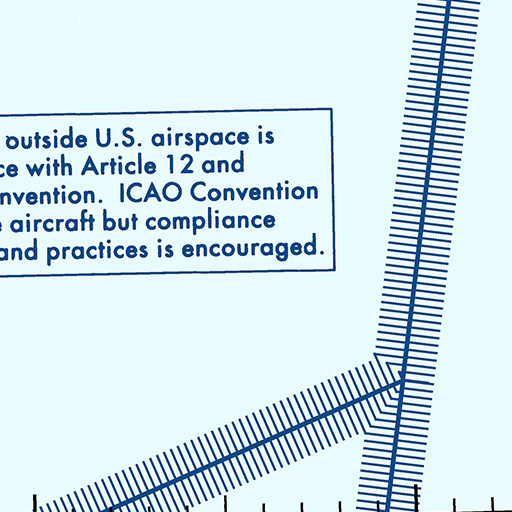 outside U.S. airspace is
ce with Article 12 and
nvention. ICAO Convention
e aircraft but compliance
and practices is encouraged.